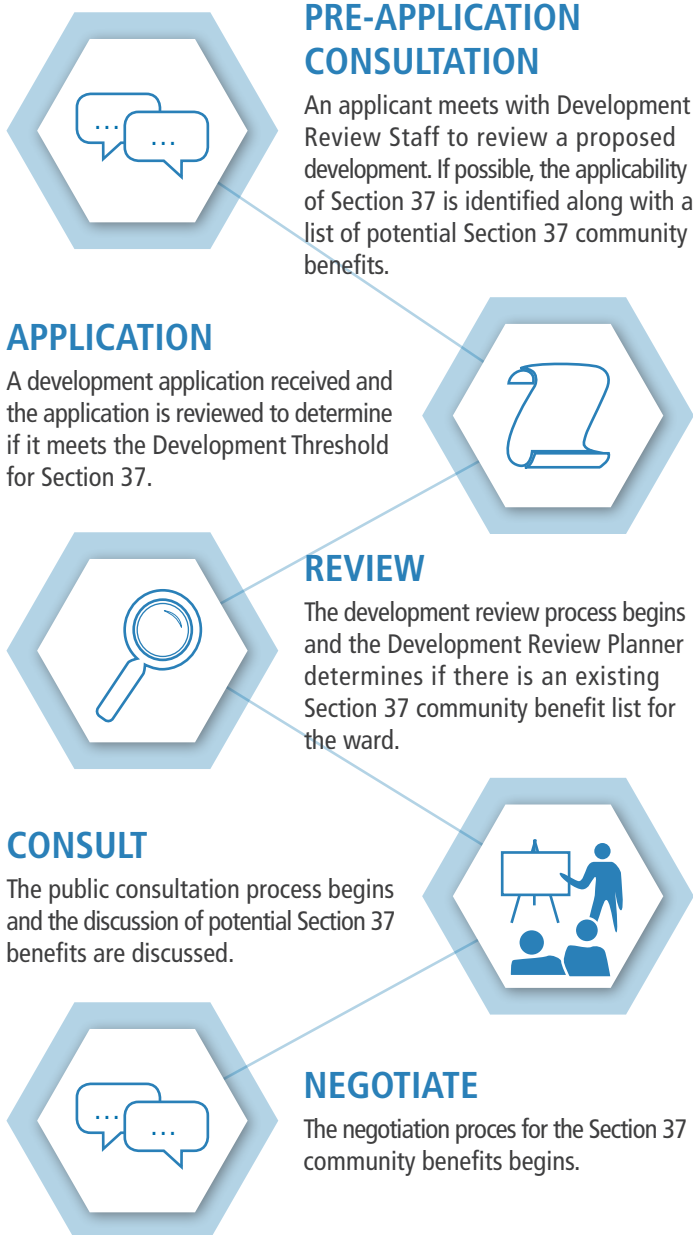 PRE-APPLICATION
CONSULTATION
An applicant meets with Development
Review Staff to review a proposed
development. If possible, the applicability
of Section 37 is identified along with a
list of potential Section 37 community
benefits.
APPLICATION
A development application received and
the application is reviewed to determine
if it meets the Development Threshold
for Section 37.
REVIEW
The development review process begins
and the Development Review Planner
determines if there is an existing
Section 37 community benefit list for
the ward.
CONSULT
The public consultation process begins
and the discussion of potential Section 37
benefits are discussed.
NEGOTIATE
The negotiation proces for the Section 37
community benefits begins.